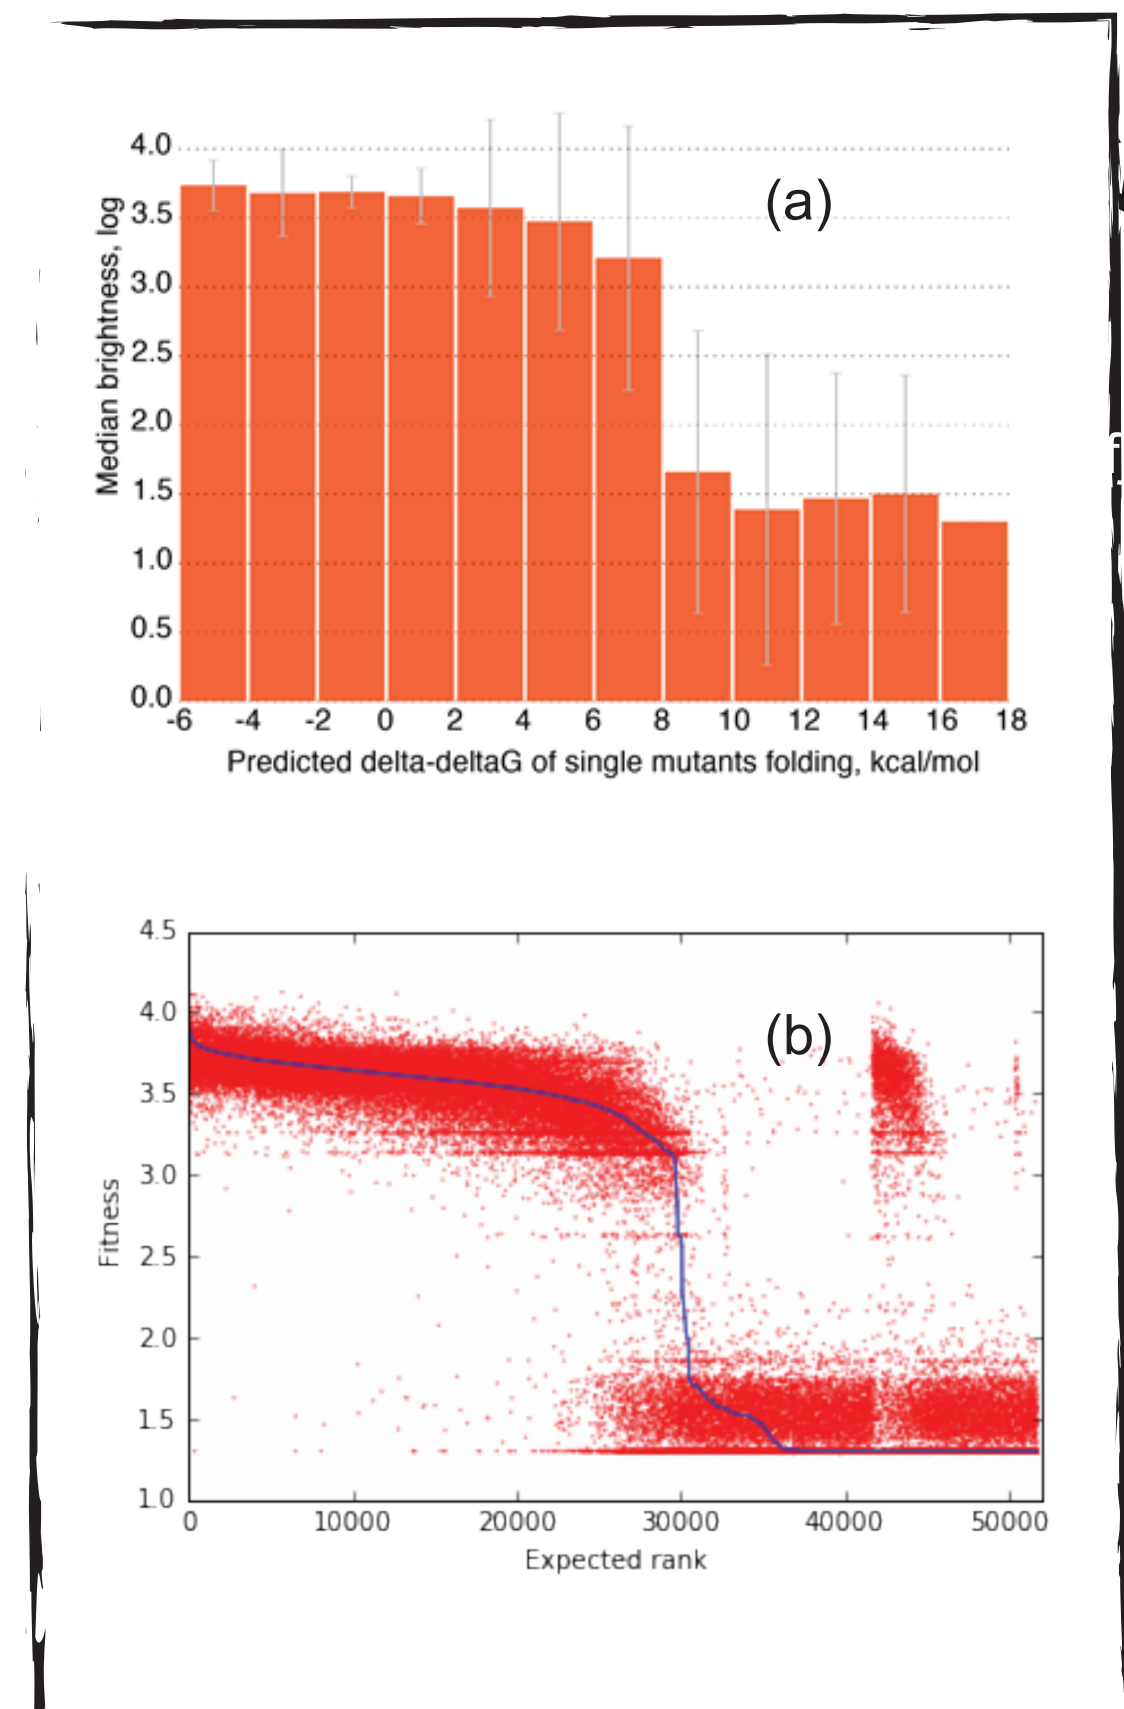 (a)
4.0
3.5
3.0
2.5
2.0
1.5
1.0
0.5
0.0
Median brightness, log
-6 -4 -2 0 2 4 6 8 10 12 14 16 18
Predicted delta-deltaG of single mutants folding, kcal/mol
(b)
4.5
4.0
3.5
3.0
2.5
2.0
1.5
1.0
Fitness
0 10000 20000 30000 40000 50000
Expected rank